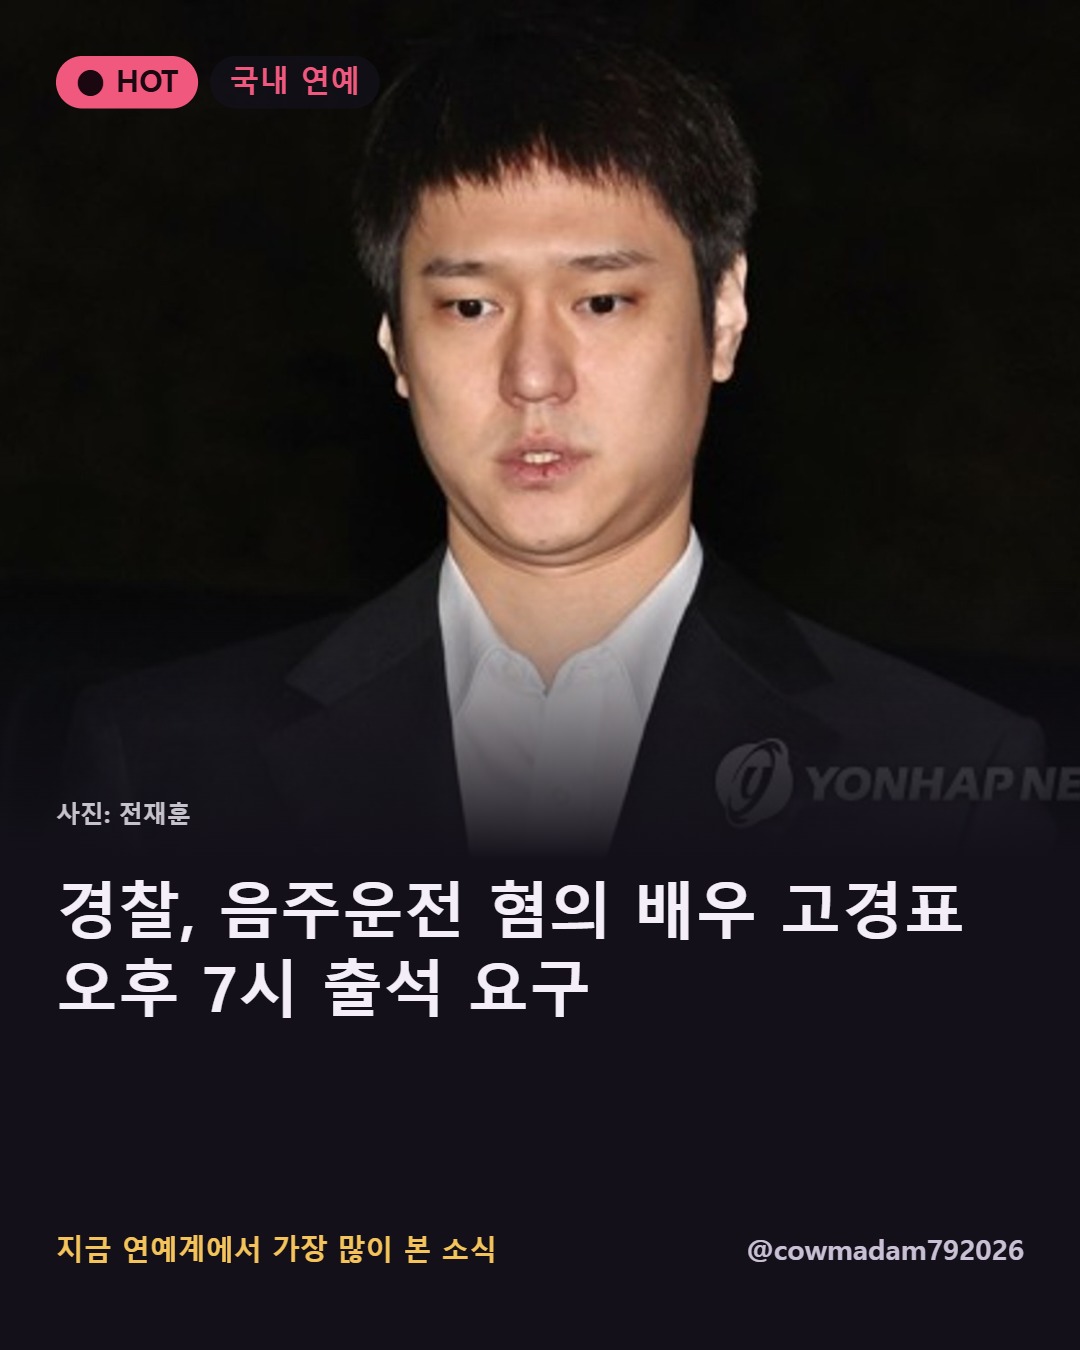 HOT
국내 연예
YONHAP NE
사진: 전재훈
경찰, 음주운전 혐의 배우 고경표
오후 7시 출석 요구
지금 연예계에서 가장 많이 본 소식
@cowmadam792026